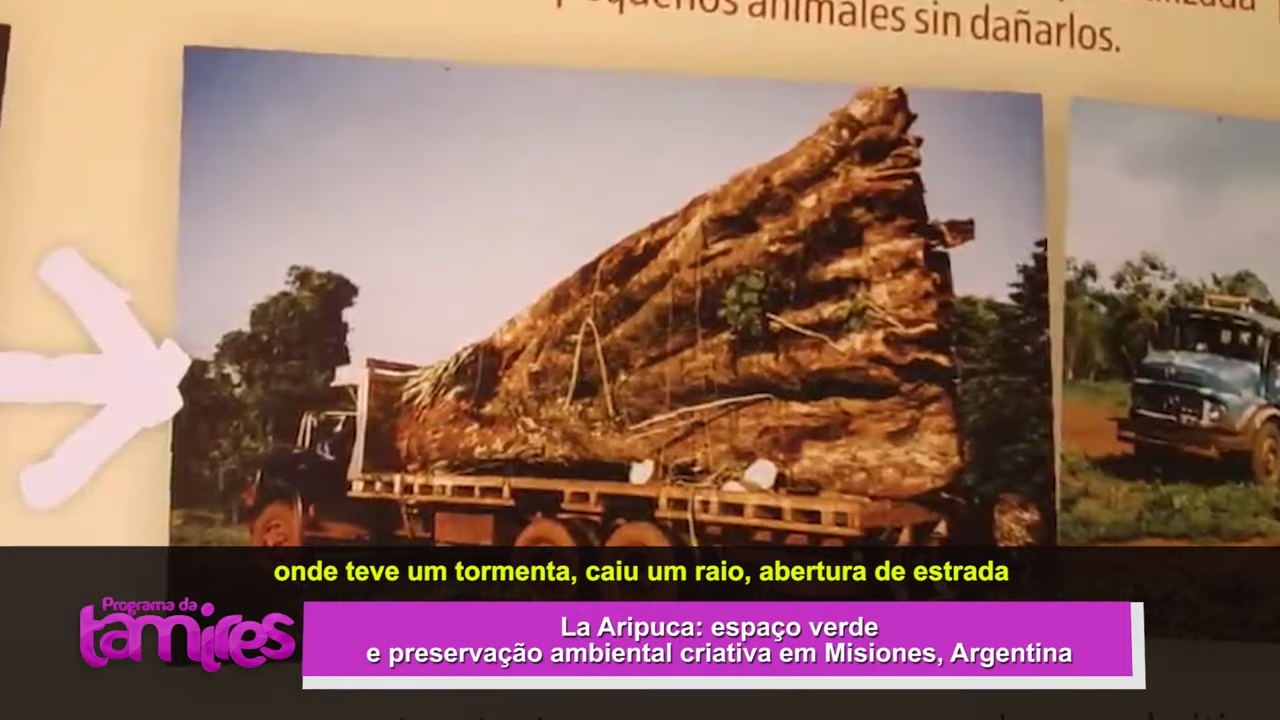 animales sin dañarlos.
onde teve um tormenta, caiu um raio, abertura de estrada
Programa da
tamires
La Aripuca: espaço verde
e preservação ambiental criativa em Misiones, Argentina